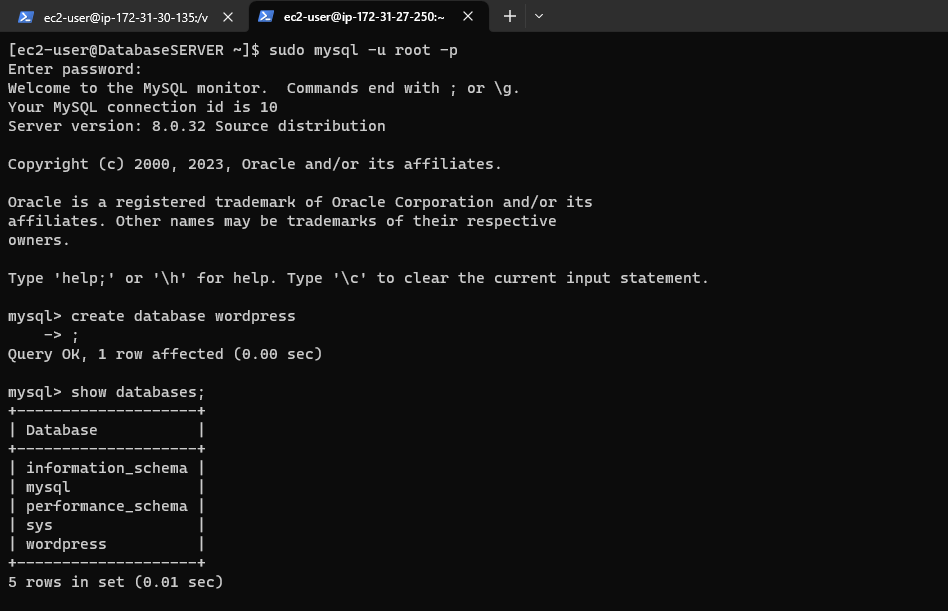 ec2-user@ip-172-31-30-135:/v
ec2-user@ip-172-31-27-250:~
[ec2-user@DatabaseSERVER ~]$ sudo mysql -u root -p
Enter password:
Welcome to the MySQL monitor.  Commands end with ; or \g.
Your MySQL connection id is 10
Server version: 8.0.32 Source distribution

Copyright (c) 2000, 2023, Oracle and/or its affiliates.

Oracle is a registered trademark of Oracle Corporation and/or its
affiliates. Other names may be trademarks of their respective
owners.

Type 'help;' or '\h' for help. Type '\c' to clear the current input statement.

mysql> create database wordpress
    -> ;
Query OK, 1 row affected (0.00 sec)

mysql> show databases;
+--------------------+
| Database           |
+--------------------+
| information_schema |
| mysql              |
| performance_schema |
| sys                |
| wordpress          |
+--------------------+
5 rows in set (0.01 sec)